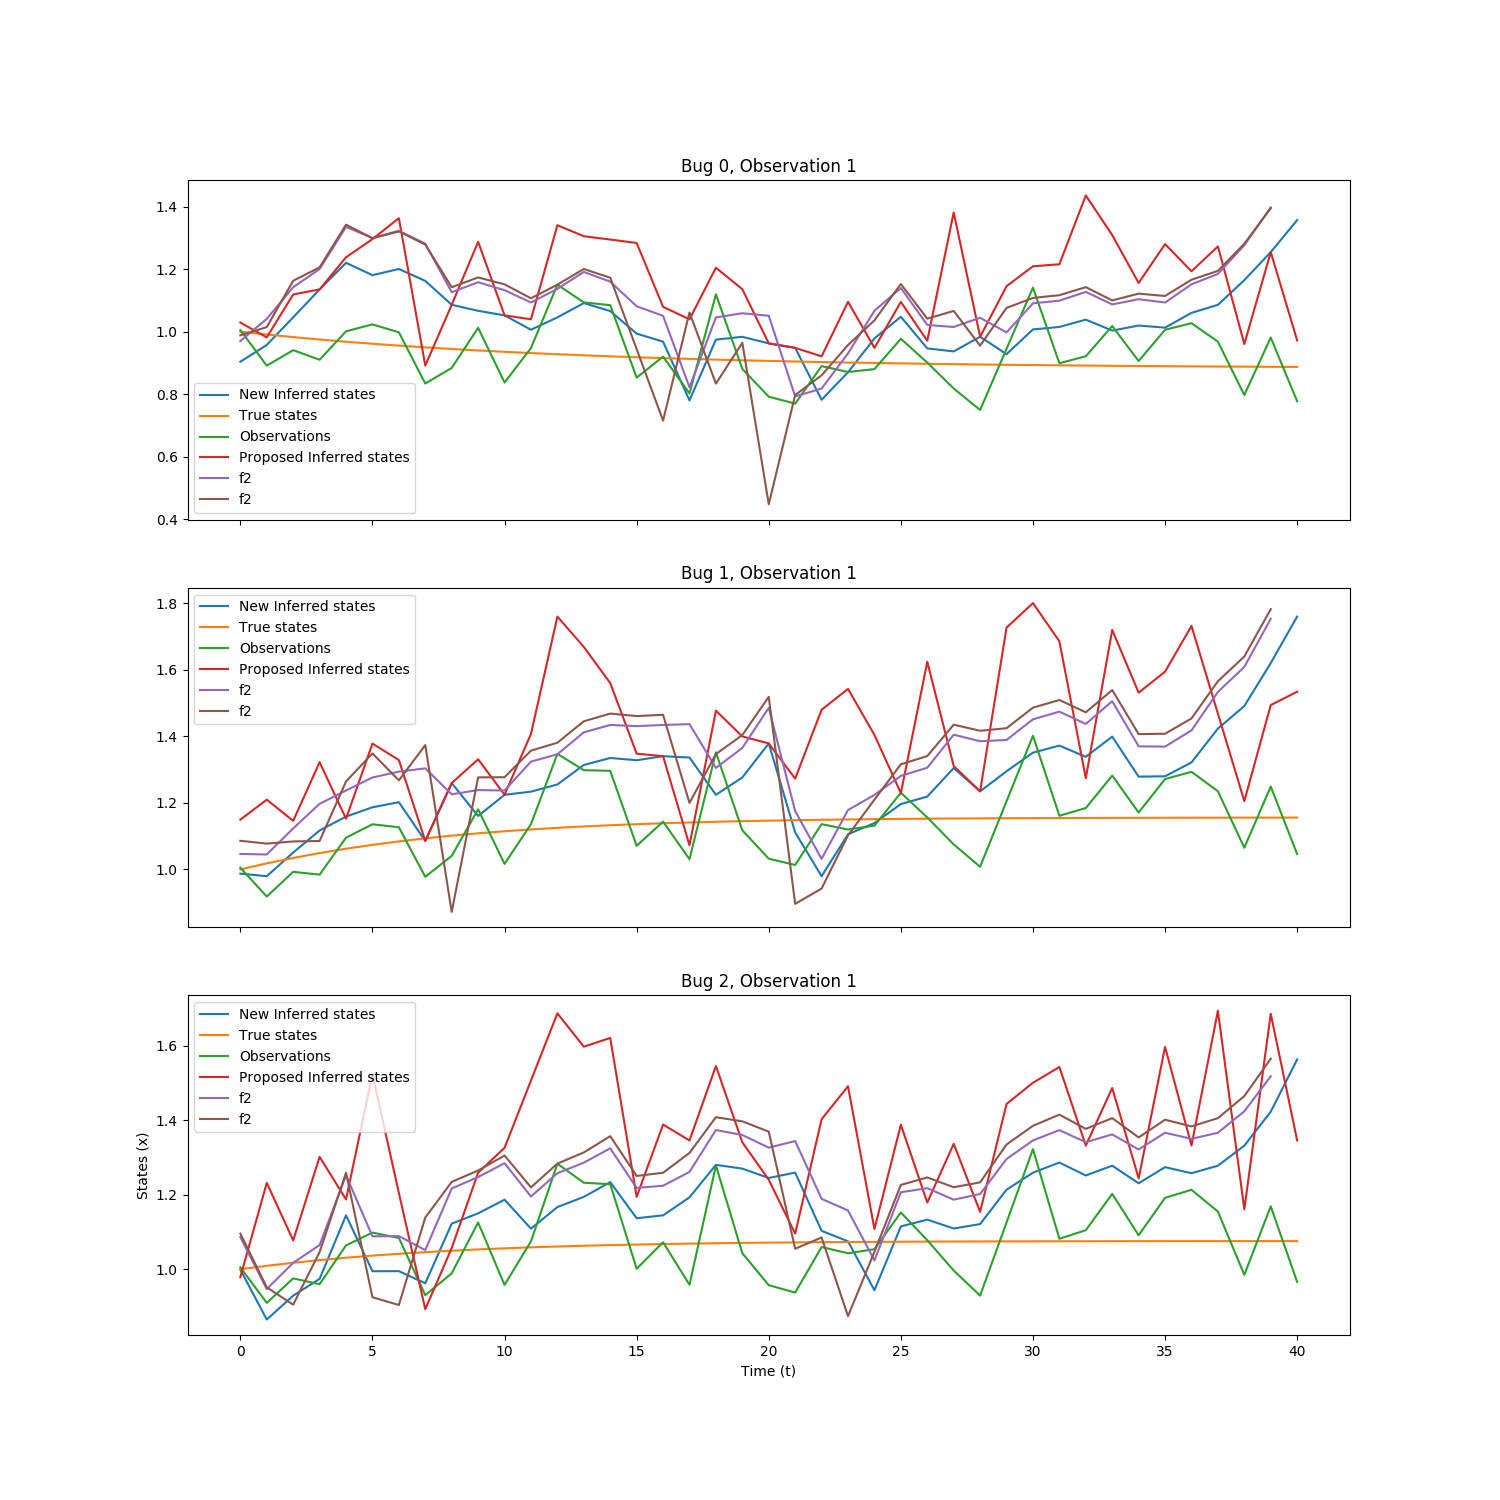 Bug 0, Observation 1
1.4
1.2
1.0
0.8
0.6
0.4
New Inferred states
True states
Observations
Proposed Inferred states
f2
f2
Bug 1, Observation 1
1.8
1.6
1.4
1.2
1.0
New Inferred states
True states
Observations
Proposed Inferred states
f2
f2
Bug 2, Observation 1
States (x)
1.6
1.4
1.2
1.0
New Inferred states
True states
Observations
Proposed Inferred states
f2
f2
0 5 10 15 20 25 30 35 40
Time (t)